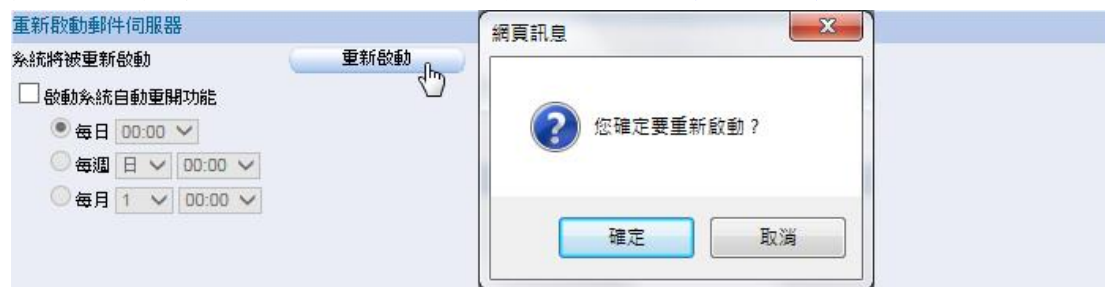 重新啟動郵件伺服器
系統將被重新啟動
重新啟動
啟動系統自動重開功能
每日 00:00
每週 日 00:00
每月 1 00:00
網頁訊息
您確定要重新啟動？
確定
取消